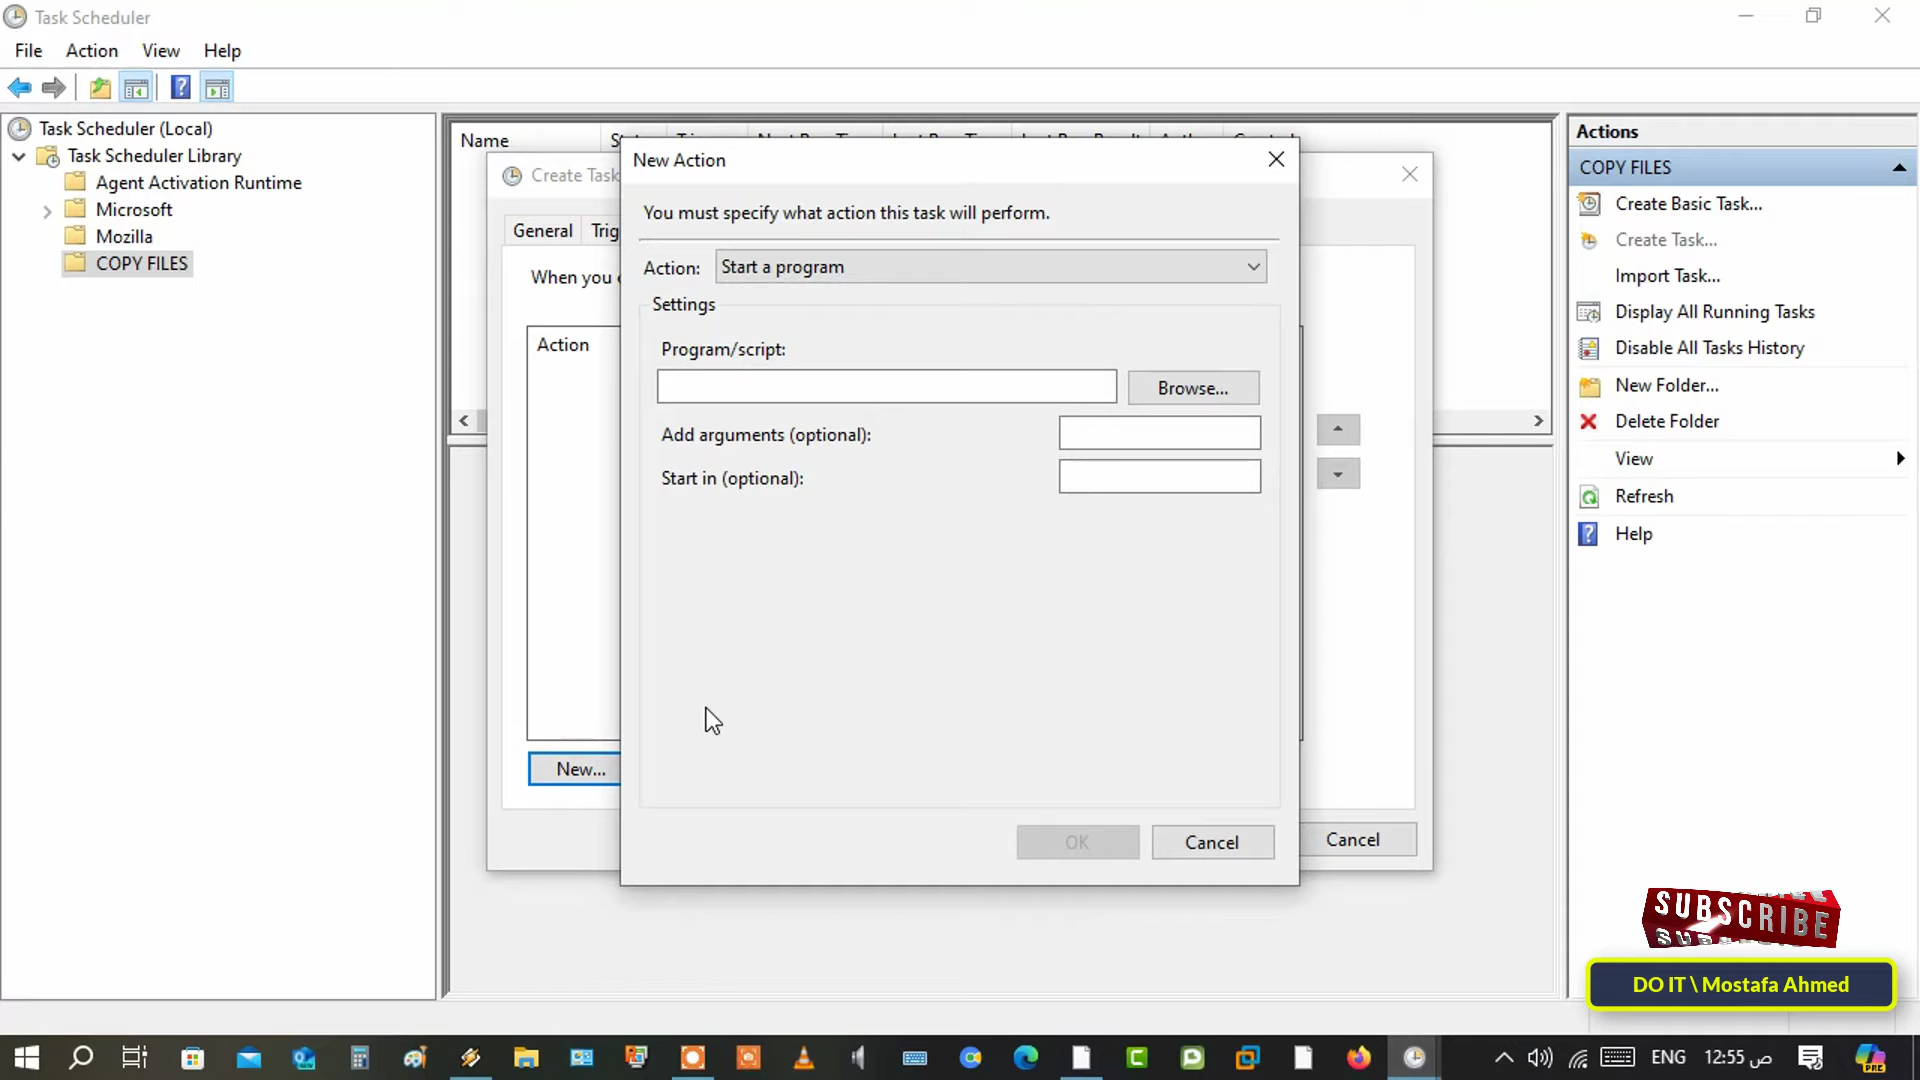 Task Scheduler
File Action View Help
Task Scheduler (Local)
Task Scheduler Library
Agent Activation Runtime
Microsoft
Mozilla
COPY FILES
Name
Create Task
General
When you
Action
New...
Cancel
New Action
You must specify what action this task will perform.
Action: Start a program
Settings
Program/script:
Browse...
Add arguments (optional):
Start in (optional):
OK
Cancel
Actions
COPY FILES
Create Basic Task...
Create Task...
Import Task...
Display All Running Tasks
Disable All Tasks History
New Folder...
Delete Folder
View
Refresh
Help
SUBSCRIBE
DO IT \ Mostafa Ahmed
ENG
12:55 ص
PRE